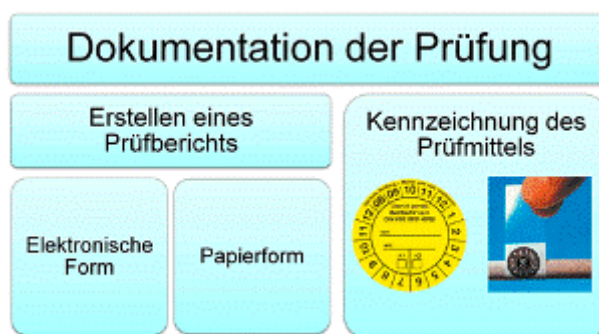 Dokumentation der Prüfung
Erstellen eines
Prüfberichts
Kennzeichnung des
Prüfmittels
Elektronische
Form
Papierform